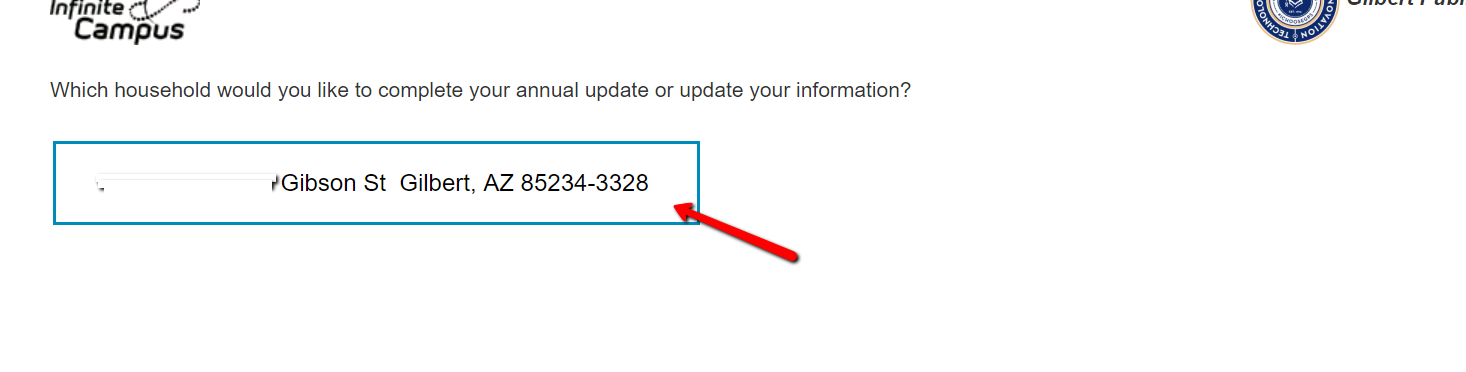 Infinite
Campus
Which household would you like to complete your annual update or update your information?
Gibson St  Gilbert, AZ 85234-3328